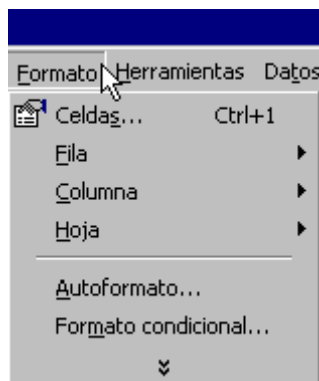 Formato Herramientas Datos
Celdas... Ctrl+1
Fila
Columna
Hoja
Autoformato...
Formato condicional...